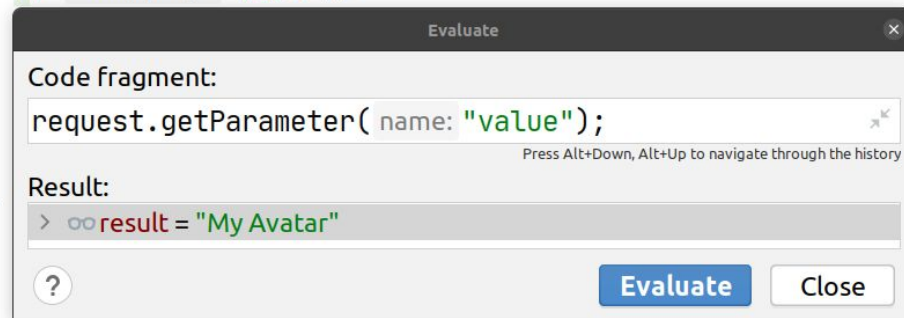 Evaluate
Code fragment:
request.getParameter( name: "value");
Press Alt+Down, Alt+Up to navigate through the history
Result:
result = "My Avatar"
? Evaluate Close